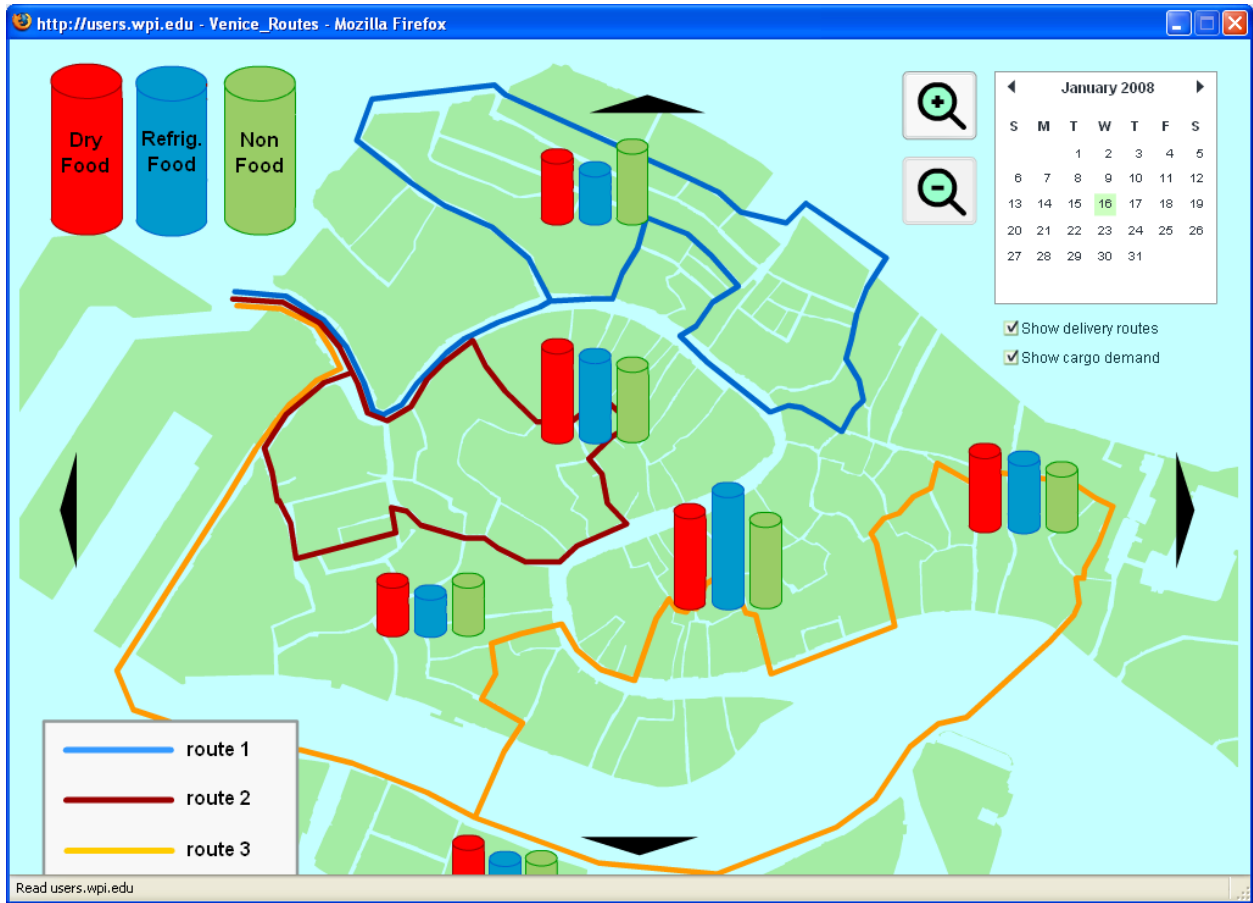 http://users.wpi.edu - Venice_Routes - Mozilla Firefox
Dry
Food
Refrig.
Food
Non
Food
January 2008
S M T W T F S
1 2 3 4 5
6 7 8 9 10 11 12
13 14 15 16 17 18 19
20 21 22 23 24 25 26
27 28 29 30 31
Show delivery routes
Show cargo demand
route 1
route 2
route 3
Read users.wpi.edu